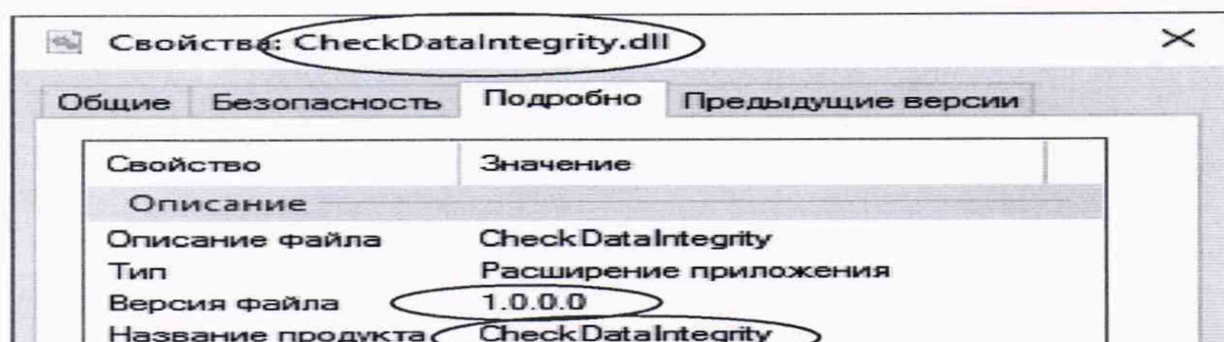 Свойства: CheckDataIntegrity.dll
Общие Безопасность Подробно Предыдущие версии
Свойство Значение
Описание
Описание файла CheckDataIntegrity
Тип Расширение приложения
Версия файла 1.0.0.0
Название продукта CheckDataIntegrity